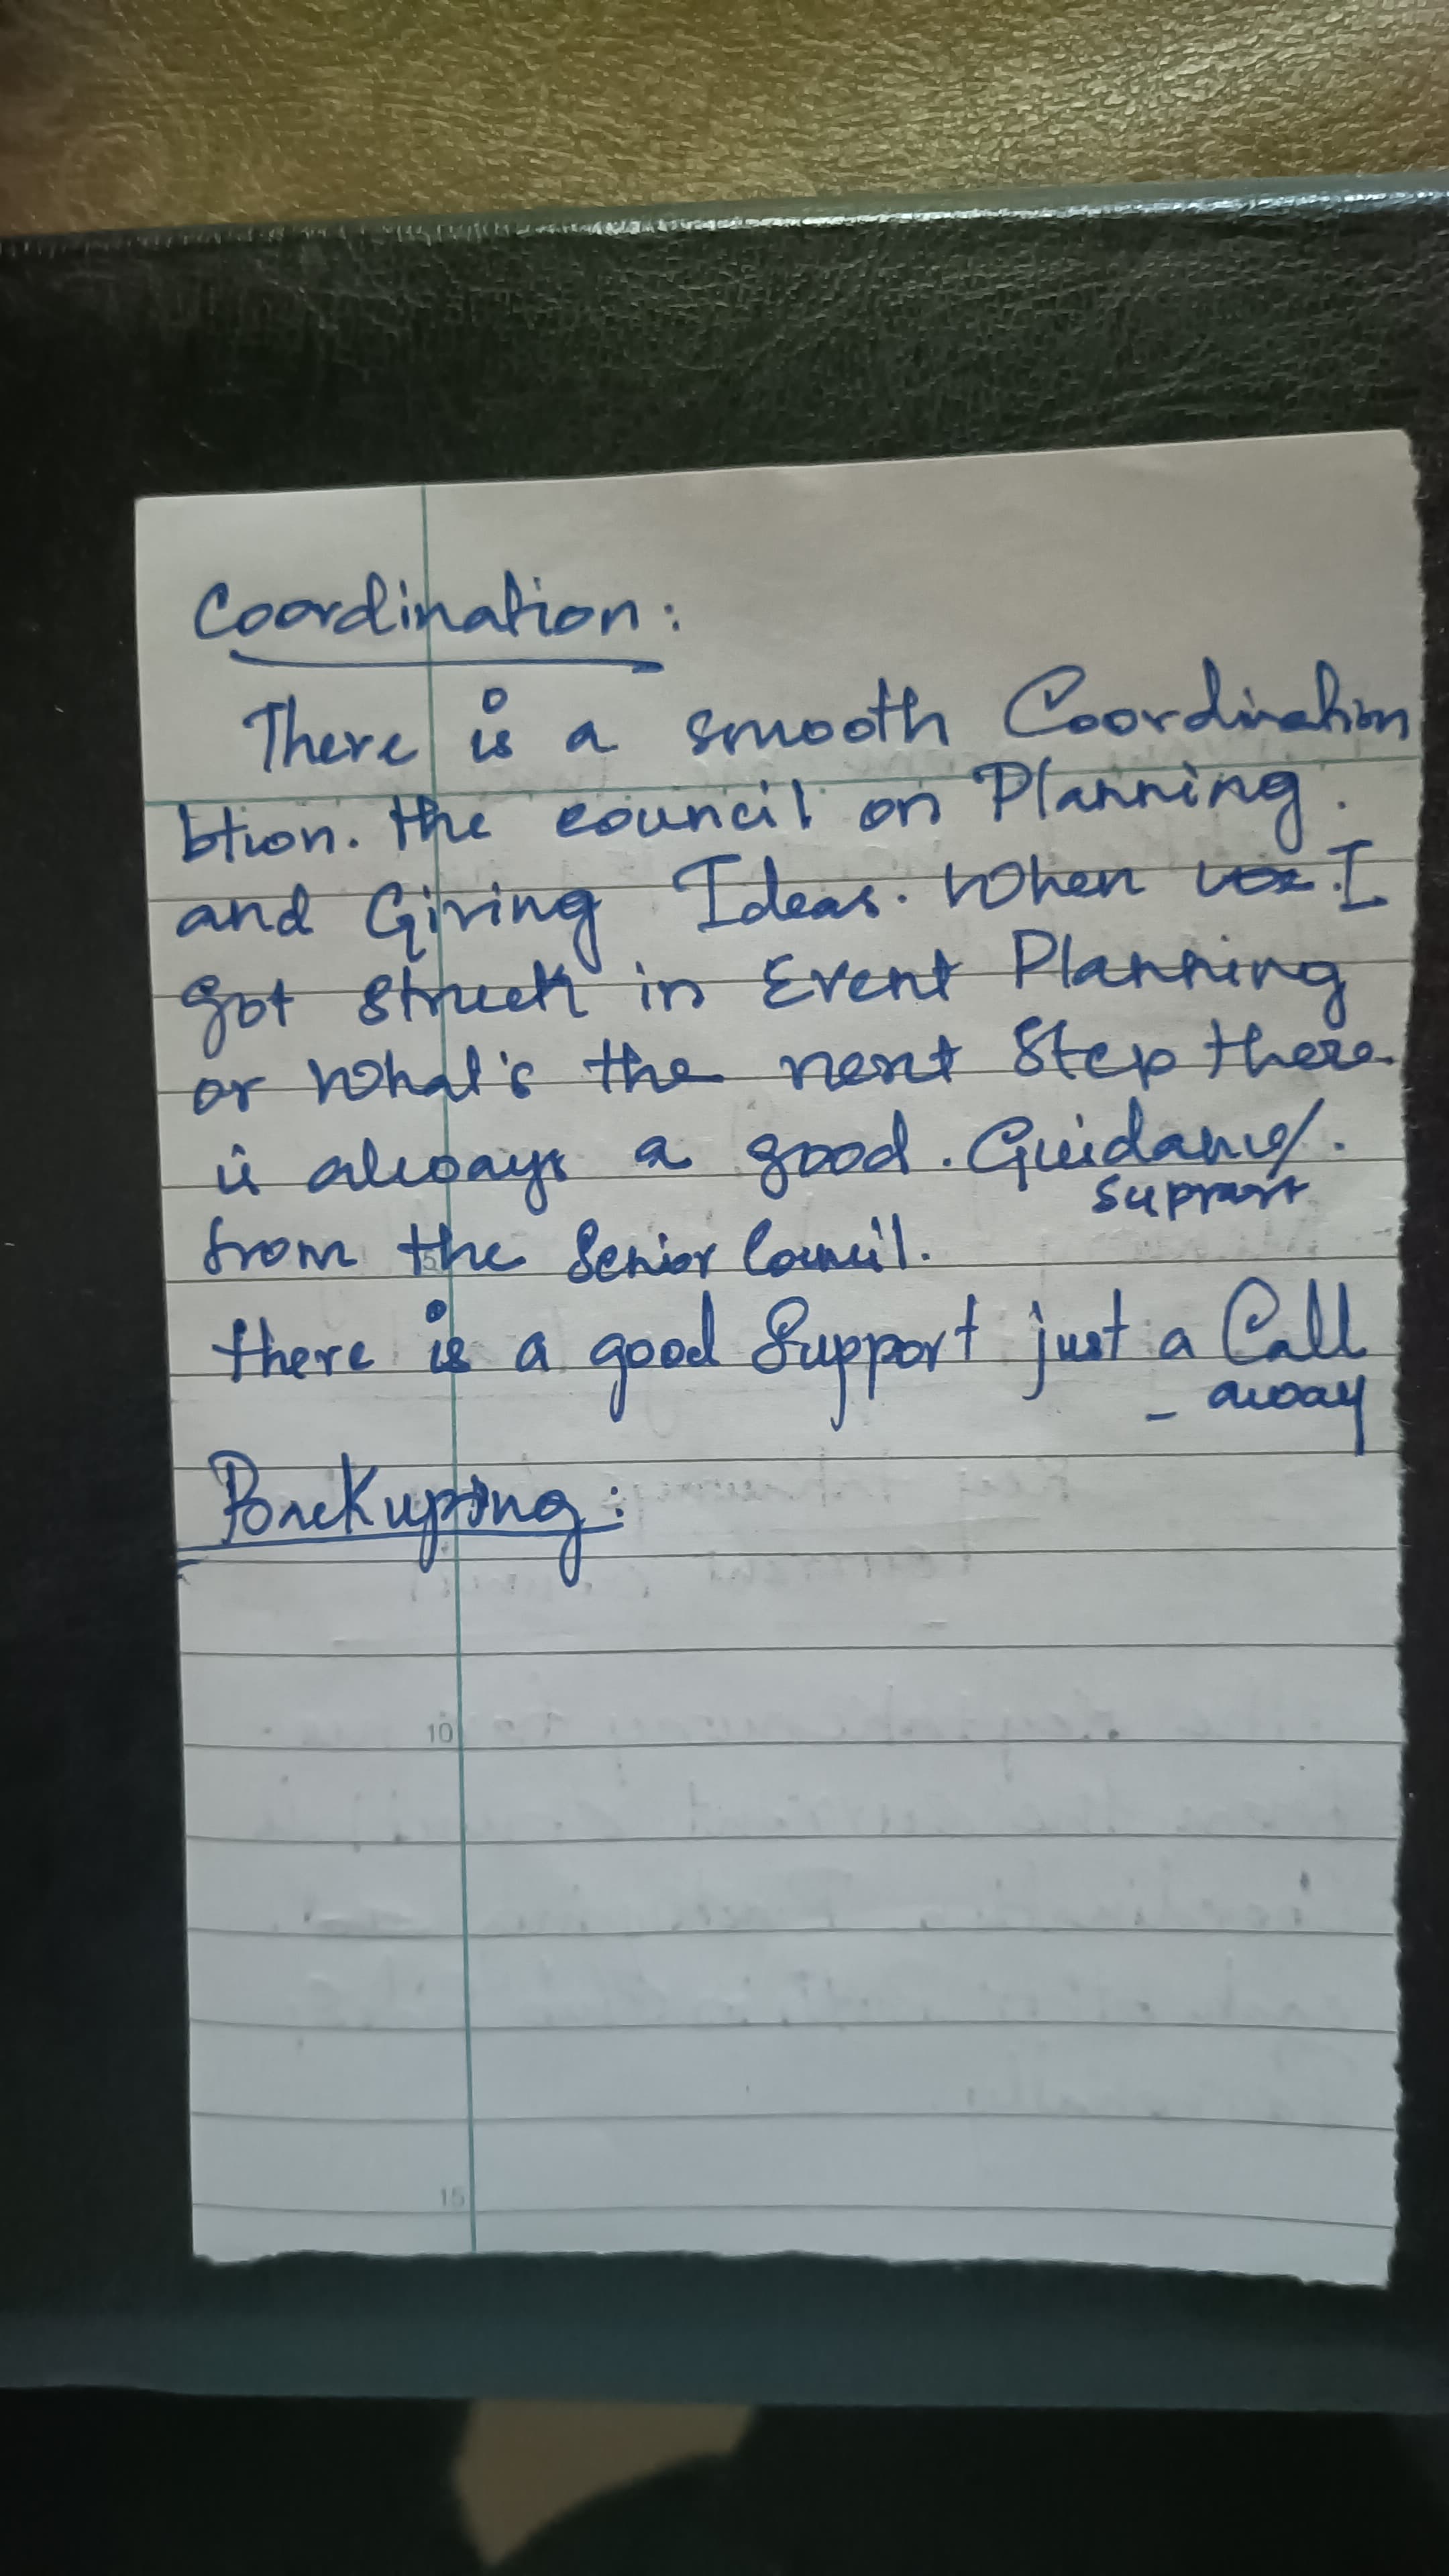 Coordination:
There is a smooth Coordination
btwn. the council on Planning.
and Giving Ideas. When I
got struck in Event Planning
or What's the next Step there
is always a good. Guidance/.
support
from the Senior Council.
there is a good Support just a Call
- away
Backuping:
10
15